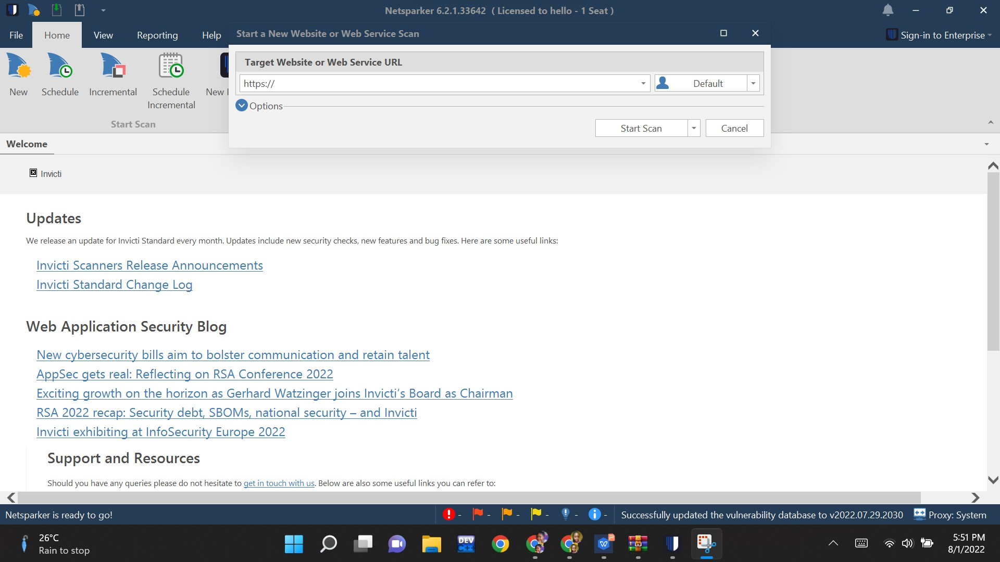 Netsparker 6.2.1.33642 ( Licensed to hello - 1 Seat )
File Home View Reporting Help
Sign-in to Enterprise
Start a New Website or Web Service Scan
Target Website or Web Service URL
https://
Default
Options
Start Scan Cancel
New Schedule Incremental Schedule Incremental New
Start Scan
Welcome
Invicti
Updates
We release an update for Invicti Standard every month. Updates include new security checks, new features and bug fixes. Here are some useful links:
Invicti Scanners Release Announcements
Invicti Standard Change Log
Web Application Security Blog
New cybersecurity bills aim to bolster communication and retain talent
AppSec gets real: Reflecting on RSA Conference 2022
Exciting growth on the horizon as Gerhard Watzinger joins Invicti’s Board as Chairman
RSA 2022 recap: Security debt, SBOMs, national security – and Invicti
Invicti exhibiting at InfoSecurity Europe 2022
Support and Resources
Should you have any queries please do not hesitate to get in touch with us. Below are also some useful links you can refer to:
Netsparker is ready to go!
- - - - - -
Successfully updated the vulnerability database to v2022.07.29.2030
Proxy: System
26°C
Rain to stop
DEV
C++
5:51 PM
8/1/2022